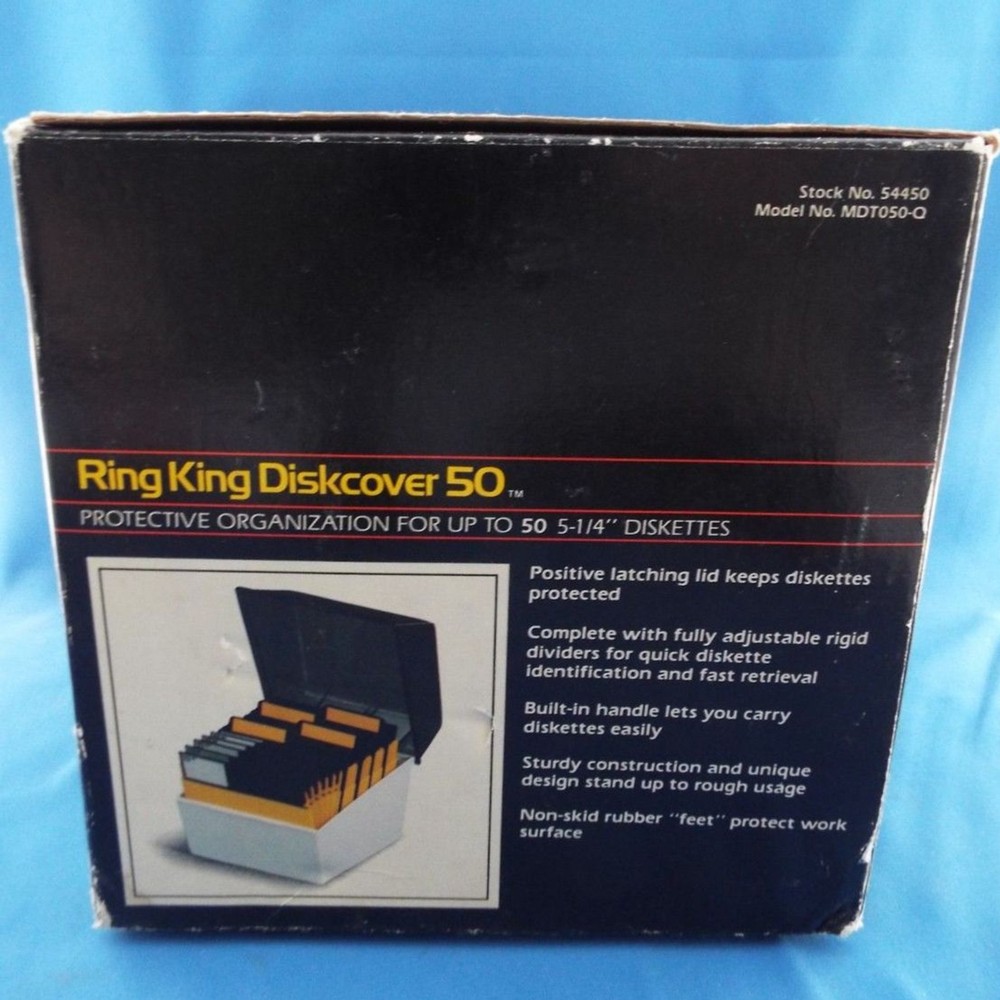 Stock No. 54450
Model No. MDT050-Q
Ring King Diskcover 50™
PROTECTIVE ORGANIZATION FOR UP TO 50 5-1/4" DISKETTES
Positive latching lid keeps diskettes
protected
Complete with fully adjustable rigid
dividers for quick diskette
identification and fast retrieval
Built-in handle lets you carry
diskettes easily
Sturdy construction and unique
design stand up to rough usage
Non-skid rubber "feet" protect work
surface